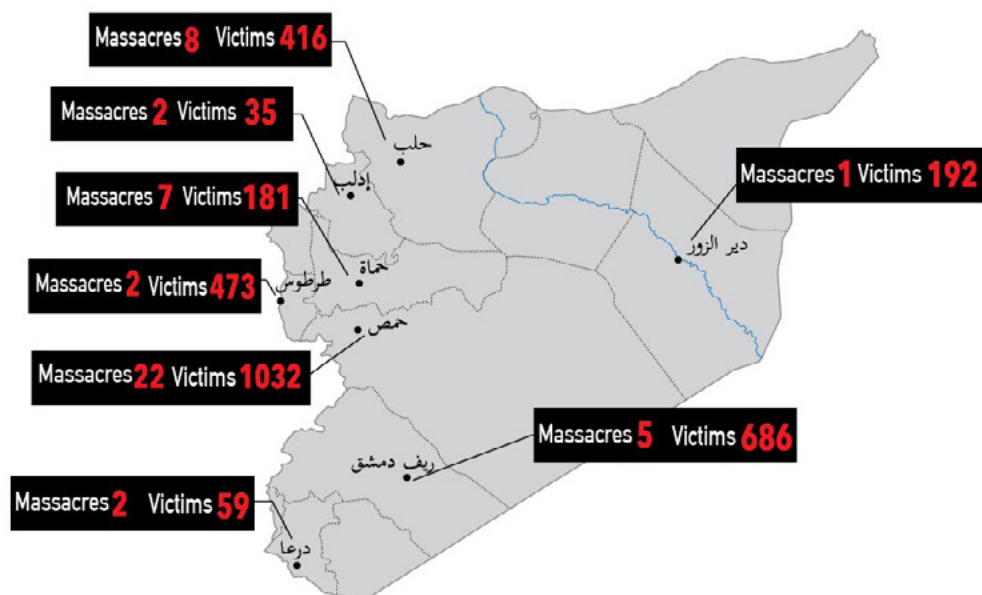 Massacres 8 Victims 416
Massacres 2 Victims 35
حلب
Massacres 1 Victims 192
إدلب
Massacres 7 Victims 181
دير الزور
Massacres 2 Victims 473
طرطوس
حماة
حمص
Massacres 22 Victims 1032
Massacres 5 Victims 686
ريف دمشق
Massacres 2 Victims 59
درعا